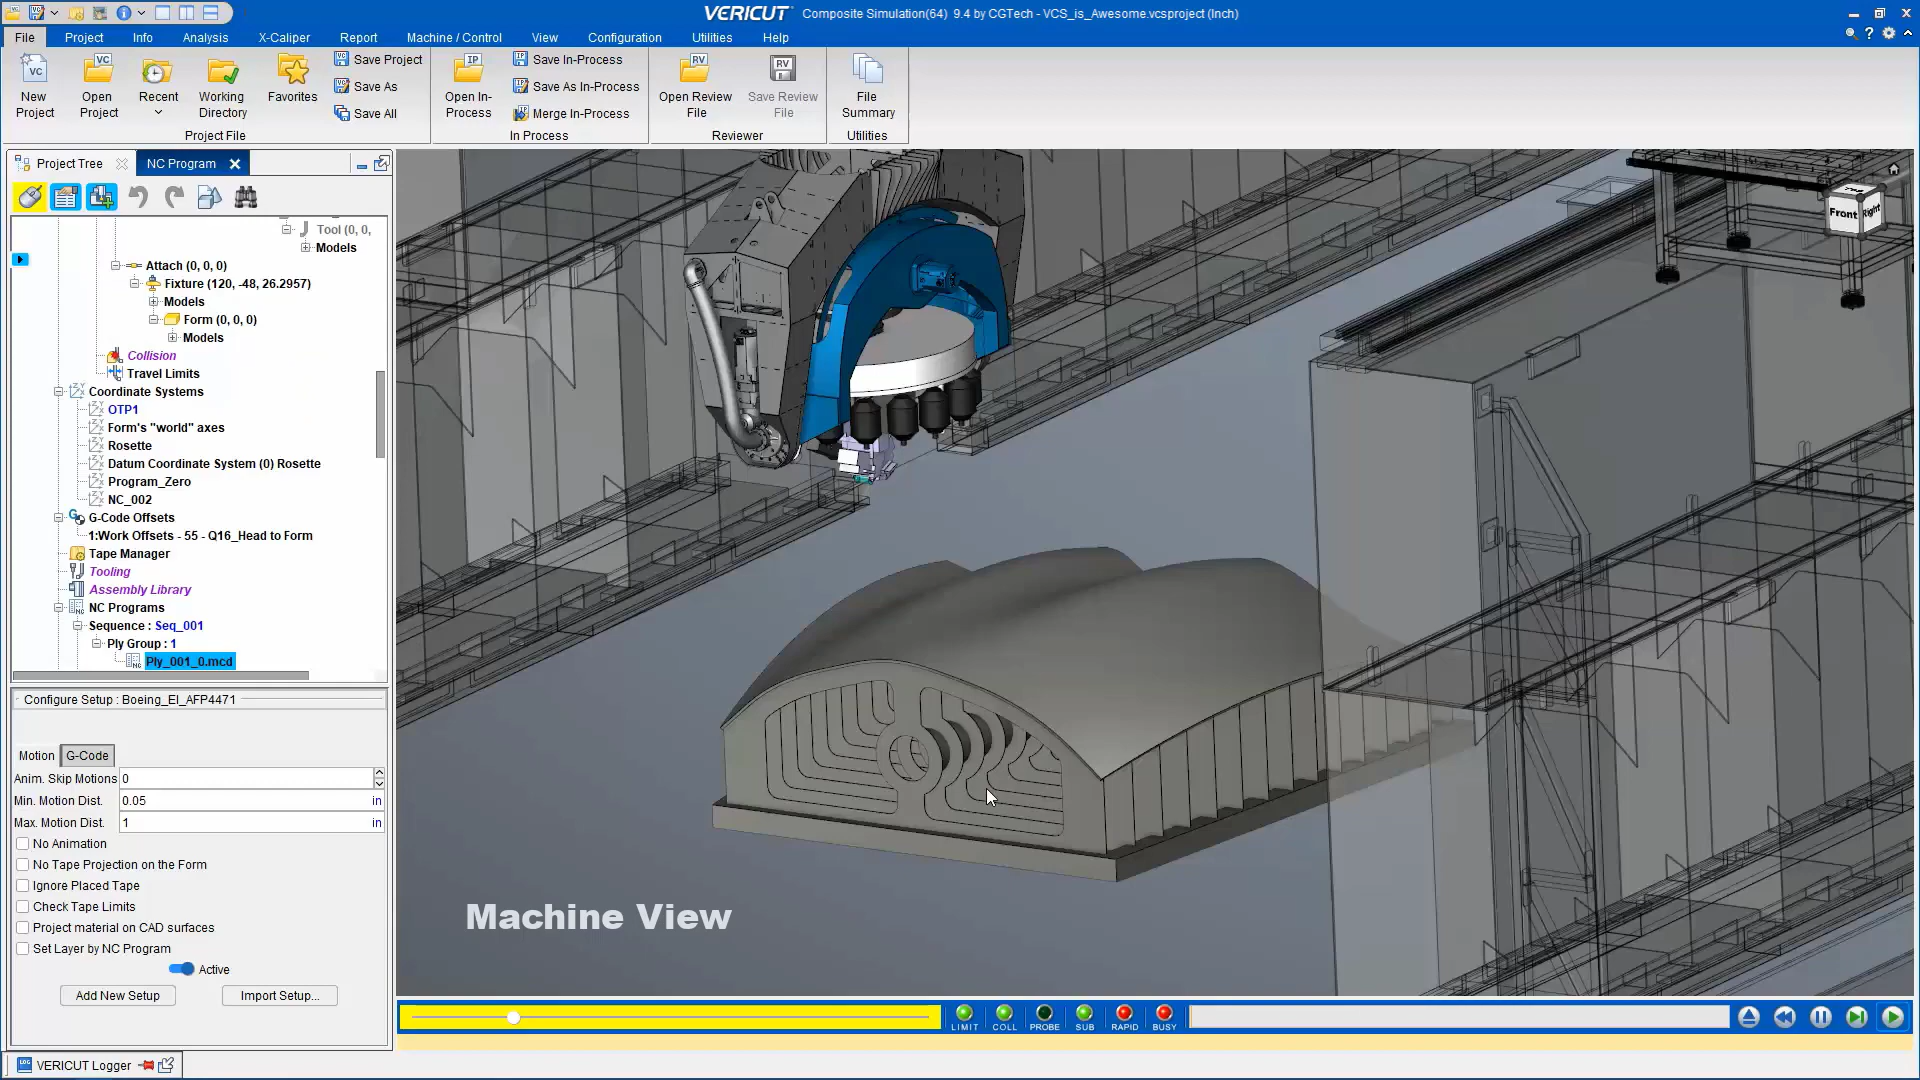 VERICUT Composite Simulation(64) 9.4 by CGTech - VCS_is_Awesome.vcsproject (Inch)
File Project Info Analysis X-Caliper Report Machine / Control View Configuration Utilities Help
New Project
Open Project
Recent
Working Directory
Favorites
Save Project
Save As
Save All
Project File
Open In-Process
Save In-Process
Save As In-Process
Merge In-Process
In Process
Open Review File
Save Review File
Reviewer
File Summary
Utilities
Project Tree
NC Program
Tool (0, 0,
Models
Attach (0, 0, 0)
Fixture (120, -48, 26.2957)
Models
Form (0, 0, 0)
Models
Collision
Travel Limits
Coordinate Systems
OTP1
Form's "world" axes
Rosette
Datum Coordinate System (0) Rosette
Program_Zero
NC_002
G-Code Offsets
1:Work Offsets - 55 - Q16_Head to Form
Tape Manager
Tooling
Assembly Library
NC Programs
Sequence : Seq_001
Ply Group : 1
Ply_001_0.mcd
Configure Setup : Boeing_EI_AFP4471
Motion G-Code
Anim. Skip Motions 0
Min. Motion Dist. 0.05 in
Max. Motion Dist. 1 in
No Animation
No Tape Projection on the Form
Ignore Placed Tape
Check Tape Limits
Project material on CAD surfaces
Set Layer by NC Program
Active
Add New Setup Import Setup...
Front Right
Machine View
LIMIT COLL PROBE SUB RAPID BUSY
VERICUT Logger